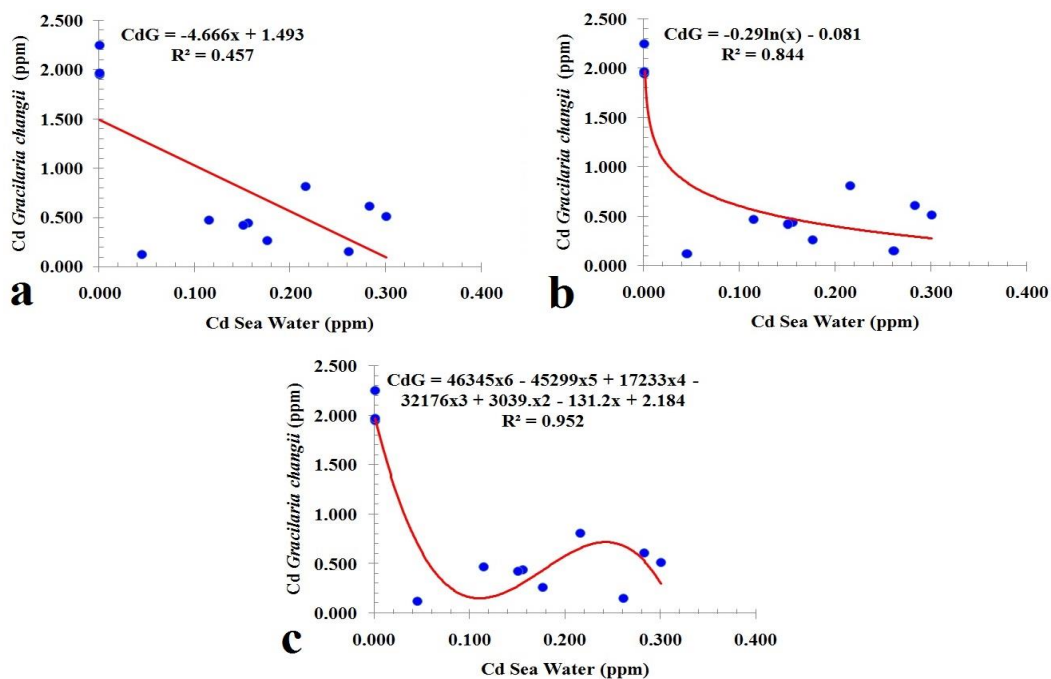 2.500
CdG = -4.666x + 1.493
R² = 0.457
2.000
1.500
1.000
0.500
0.000
0.000 0.100 0.200 0.300 0.400
Cd Gracilaria changii (ppm)
Cd Sea Water (ppm)
a
2.500
CdG = -0.29ln(x) - 0.081
R² = 0.844
2.000
1.500
1.000
0.500
0.000
0.000 0.100 0.200 0.300 0.400
Cd Gracilaria changii (ppm)
Cd Sea Water (ppm)
b
2.500
CdG = 46345x6 - 45299x5 + 17233x4 -
32176x3 + 3039.x2 - 131.2x + 2.184
R² = 0.952
2.000
1.500
1.000
0.500
0.000
0.000 0.100 0.200 0.300 0.400
Cd Gracilaria changii (ppm)
Cd Sea Water (ppm)
c